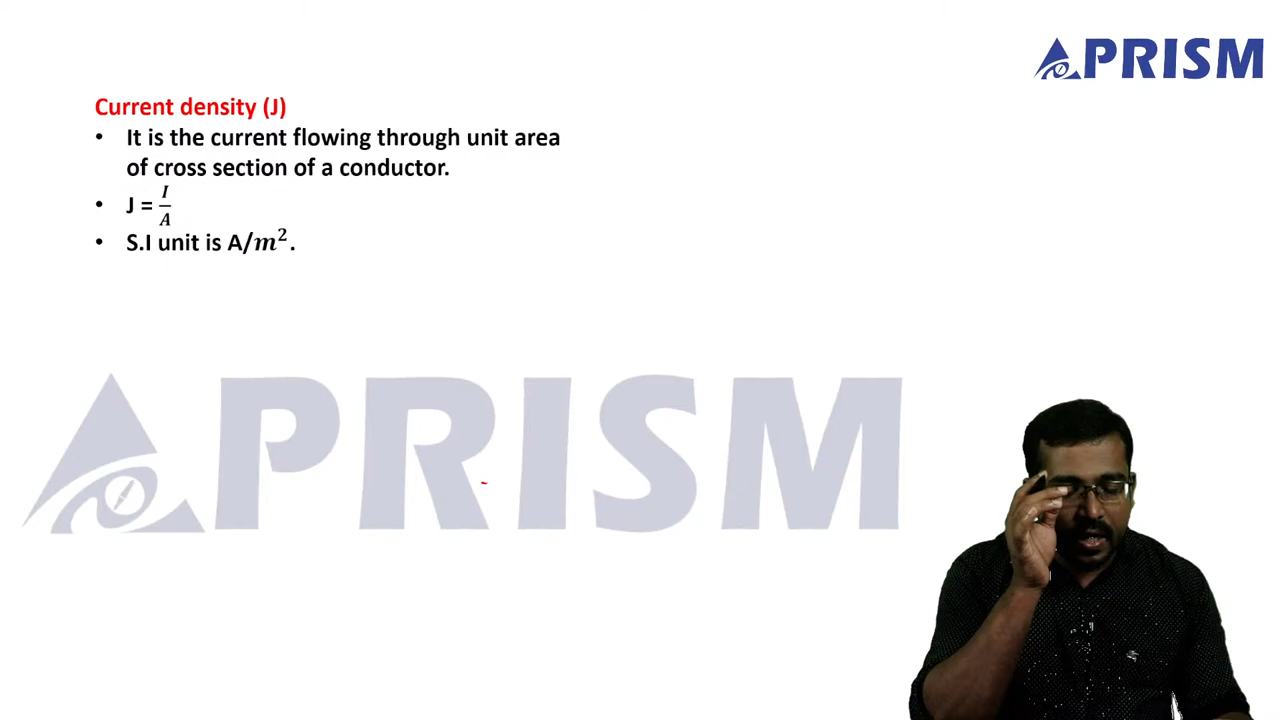 PRISM
Current density (J)
• It is the current flowing through unit area
of cross section of a conductor.
• J = I/A
• S.I unit is A/m².
PRISM